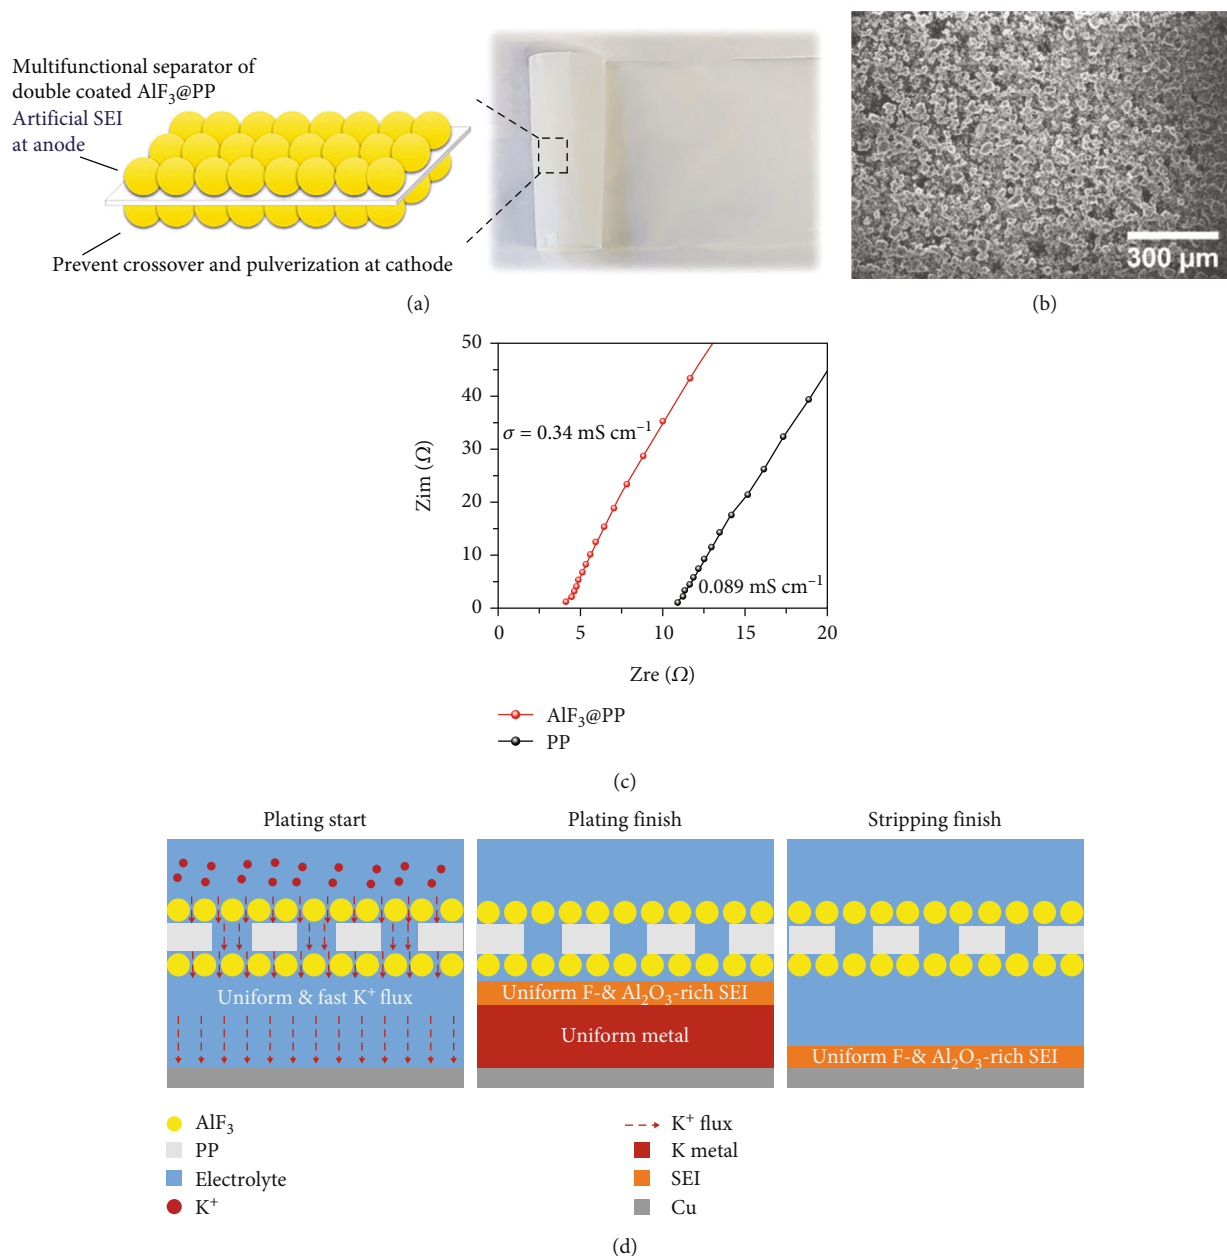 Multifunctional separator of
double coated AlF₃@PP
Artificial SEI
at anode
Prevent crossover and pulverization at cathode
(a)
300 µm
(b)
50
40
30
20
10
0
Zim (Ω)
σ = 0.34 mS cm⁻¹
0.089 mS cm⁻¹
0 5 10 15 20
Zre (Ω)
AlF₃@PP
PP
(c)
Plating start
Plating finish
Stripping finish
Uniform & fast K⁺ flux
Uniform F-& Al₂O₃-rich SEI
Uniform metal
Uniform F-& Al₂O₃-rich SEI
AlF₃
PP
Electrolyte
K⁺
K⁺ flux
K metal
SEI
Cu
(d)